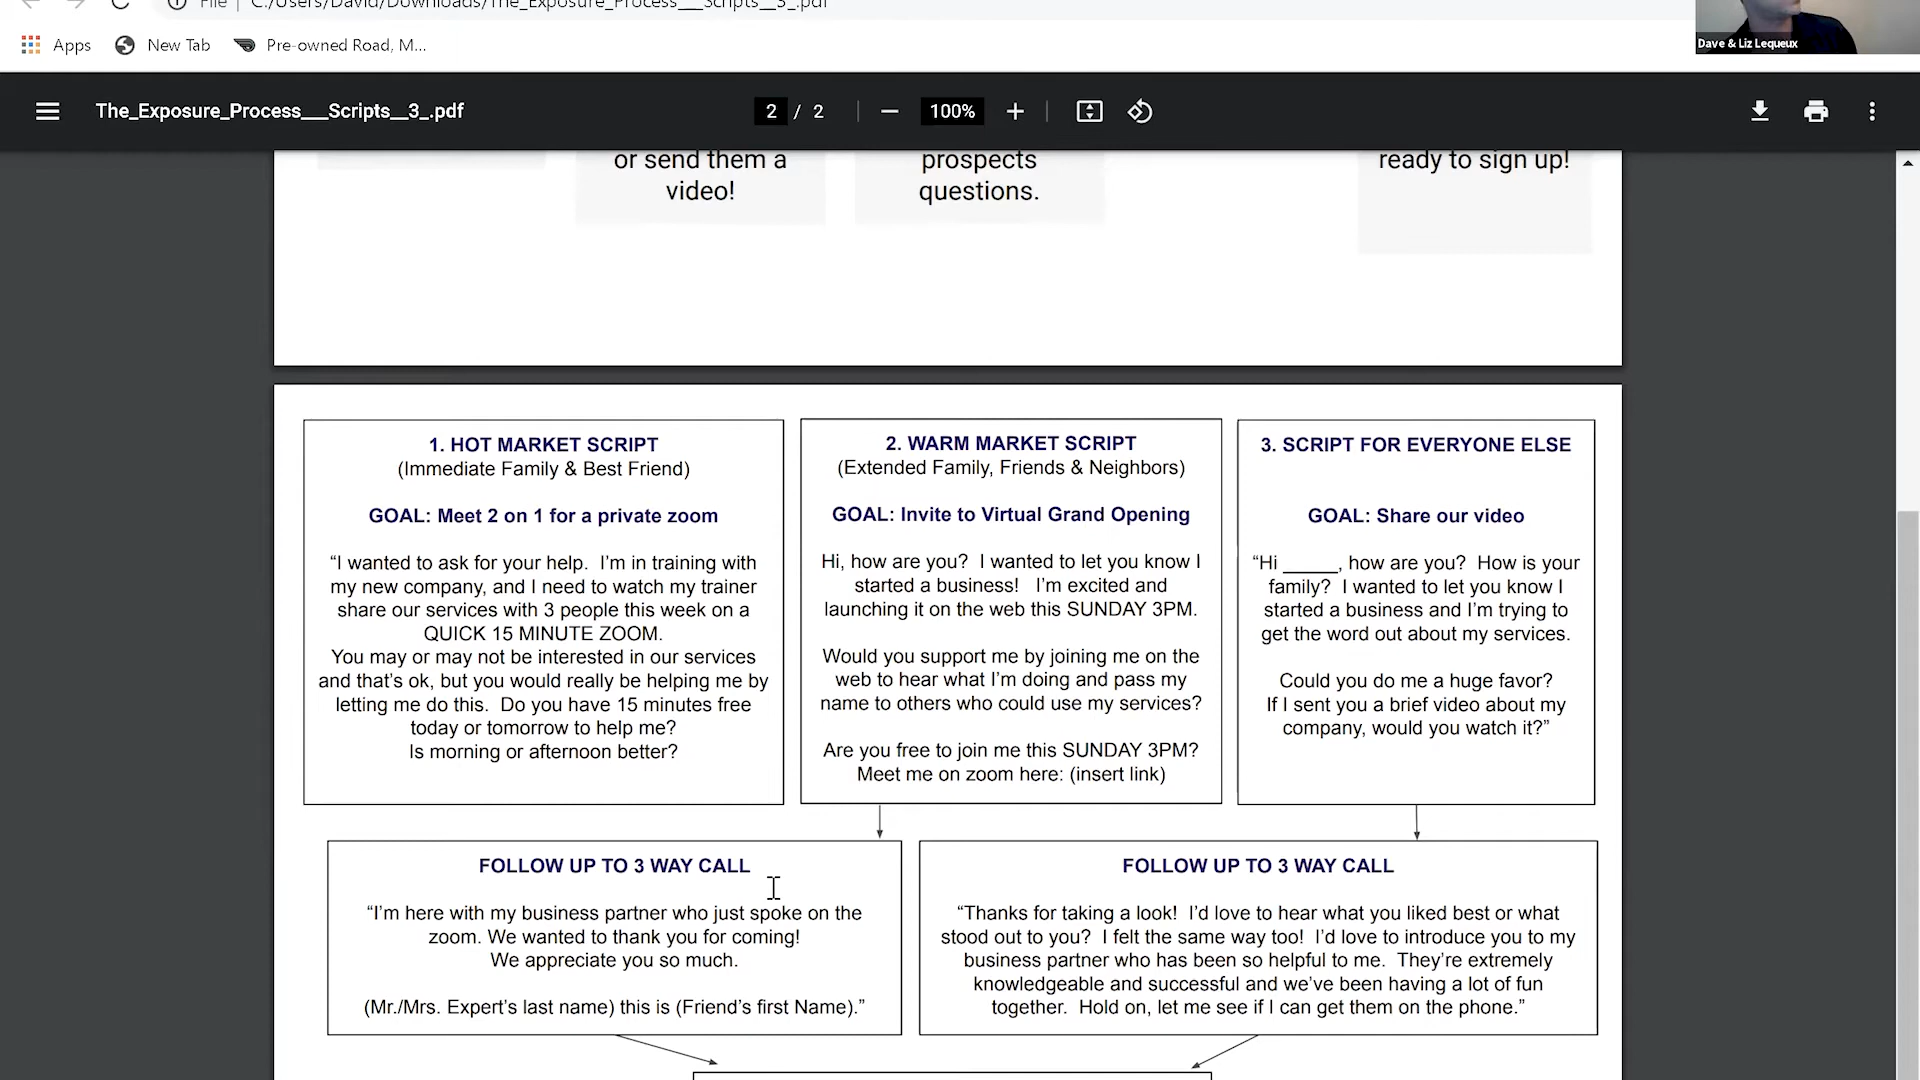 File | C:/Users/David/Downloads/The_Exposure_Process___Scripts__3_.pdf
Apps New Tab Pre-owned Road, M...
Dave & Liz Lequeux
The_Exposure_Process___Scripts__3_.pdf
2 / 2
100%
or send them a
video!
prospects
questions.
ready to sign up!
1. HOT MARKET SCRIPT
(Immediate Family & Best Friend)
GOAL: Meet 2 on 1 for a private zoom
“I wanted to ask for your help. I’m in training with
my new company, and I need to watch my trainer
share our services with 3 people this week on a
QUICK 15 MINUTE ZOOM.
You may or may not be interested in our services
and that’s ok, but you would really be helping me by
letting me do this. Do you have 15 minutes free
today or tomorrow to help me?
Is morning or afternoon better?
2. WARM MARKET SCRIPT
(Extended Family, Friends & Neighbors)
GOAL: Invite to Virtual Grand Opening
Hi, how are you? I wanted to let you know I
started a business! I’m excited and
launching it on the web this SUNDAY 3PM.
Would you support me by joining me on the
web to hear what I’m doing and pass my
name to others who could use my services?
Are you free to join me this SUNDAY 3PM?
Meet me on zoom here: (insert link)
3. SCRIPT FOR EVERYONE ELSE
GOAL: Share our video
“Hi _____, how are you? How is your
family? I wanted to let you know I
started a business and I’m trying to
get the word out about my services.
Could you do me a huge favor?
If I sent you a brief video about my
company, would you watch it?”
FOLLOW UP TO 3 WAY CALL
“I’m here with my business partner who just spoke on the
zoom. We wanted to thank you for coming!
We appreciate you so much.
(Mr./Mrs. Expert’s last name) this is (Friend’s first Name).”
FOLLOW UP TO 3 WAY CALL
“Thanks for taking a look! I’d love to hear what you liked best or what
stood out to you? I felt the same way too! I’d love to introduce you to my
business partner who has been so helpful to me. They’re extremely
knowledgeable and successful and we’ve been having a lot of fun
together. Hold on, let me see if I can get them on the phone.”